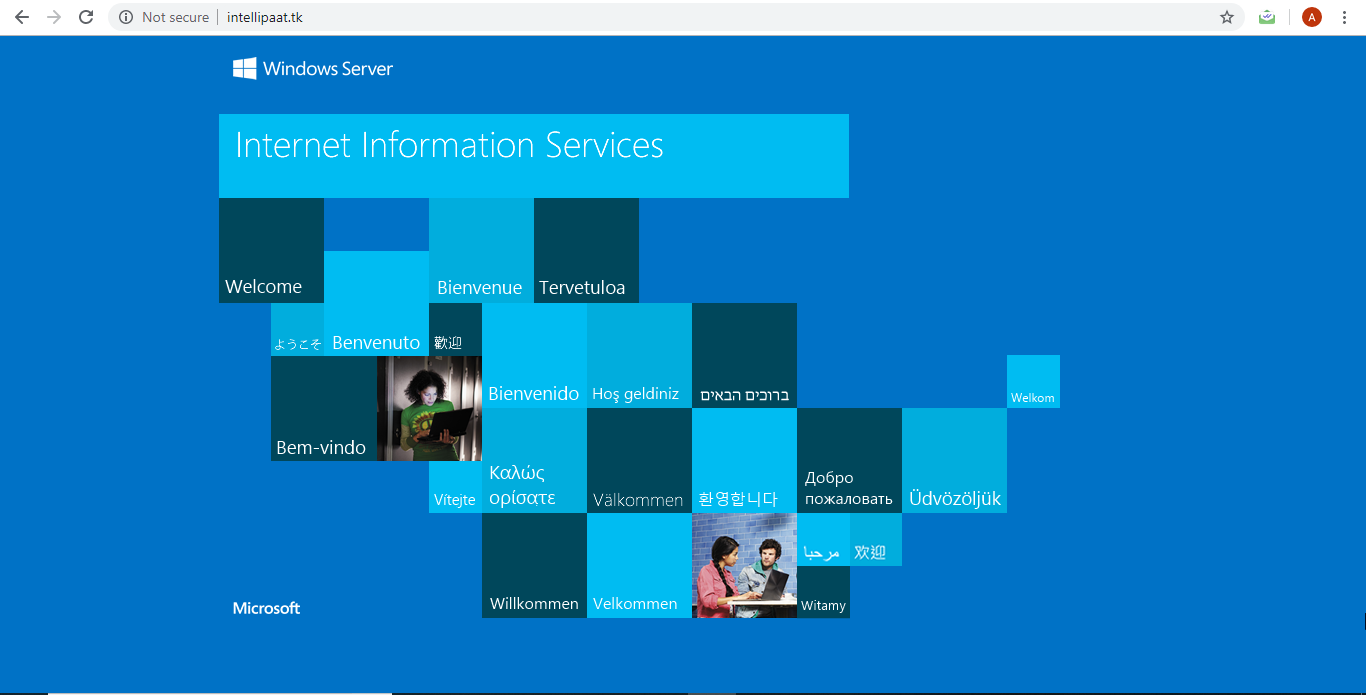 Not secure
intellipaat.tk
A
Windows Server
Internet Information Services
Welcome
Bienvenue
Tervetuloa
ようこそ
Benvenuto
歡迎
Bienvenido
Hoş geldiniz
ברוכים הבאים
Welkom
Bem-vindo
Vítejte
Καλώς
ορίσατε
Välkommen
환영합니다
Добро
пожаловать
Üdvözöljük
مرحبا
欢迎
Willkommen
Velkommen
Witamy
Microsoft